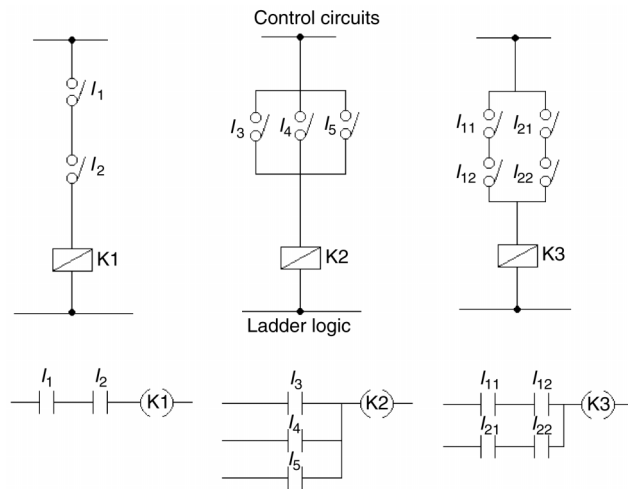 Control circuits
I1
I2
K1
I3 I4 I5
K2
I11 I21
I12 I22
K3
Ladder logic
I1 I2
(K1)
I3
(K2)
I4
I5
I11 I12
(K3)
I21 I22